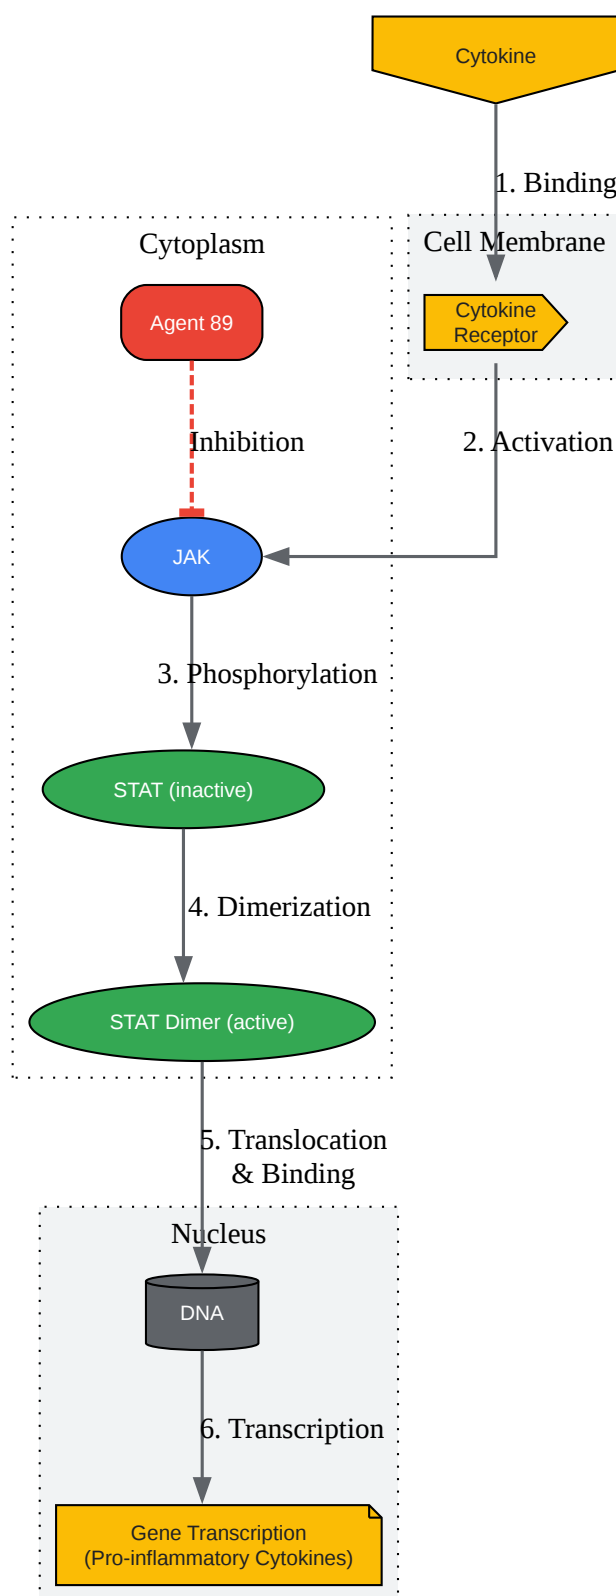 Cytokine
1. Binding
Cytoplasm
Cell Membrane
Agent 89
Cytokine
Receptor
Inhibition
2. Activation
JAK
3. Phosphorylation
STAT (inactive)
4. Dimerization
STAT Dimer (active)
5. Translocation
& Binding
Nucleus
DNA
6. Transcription
Gene Transcription
(Pro-inflammatory Cytokines)